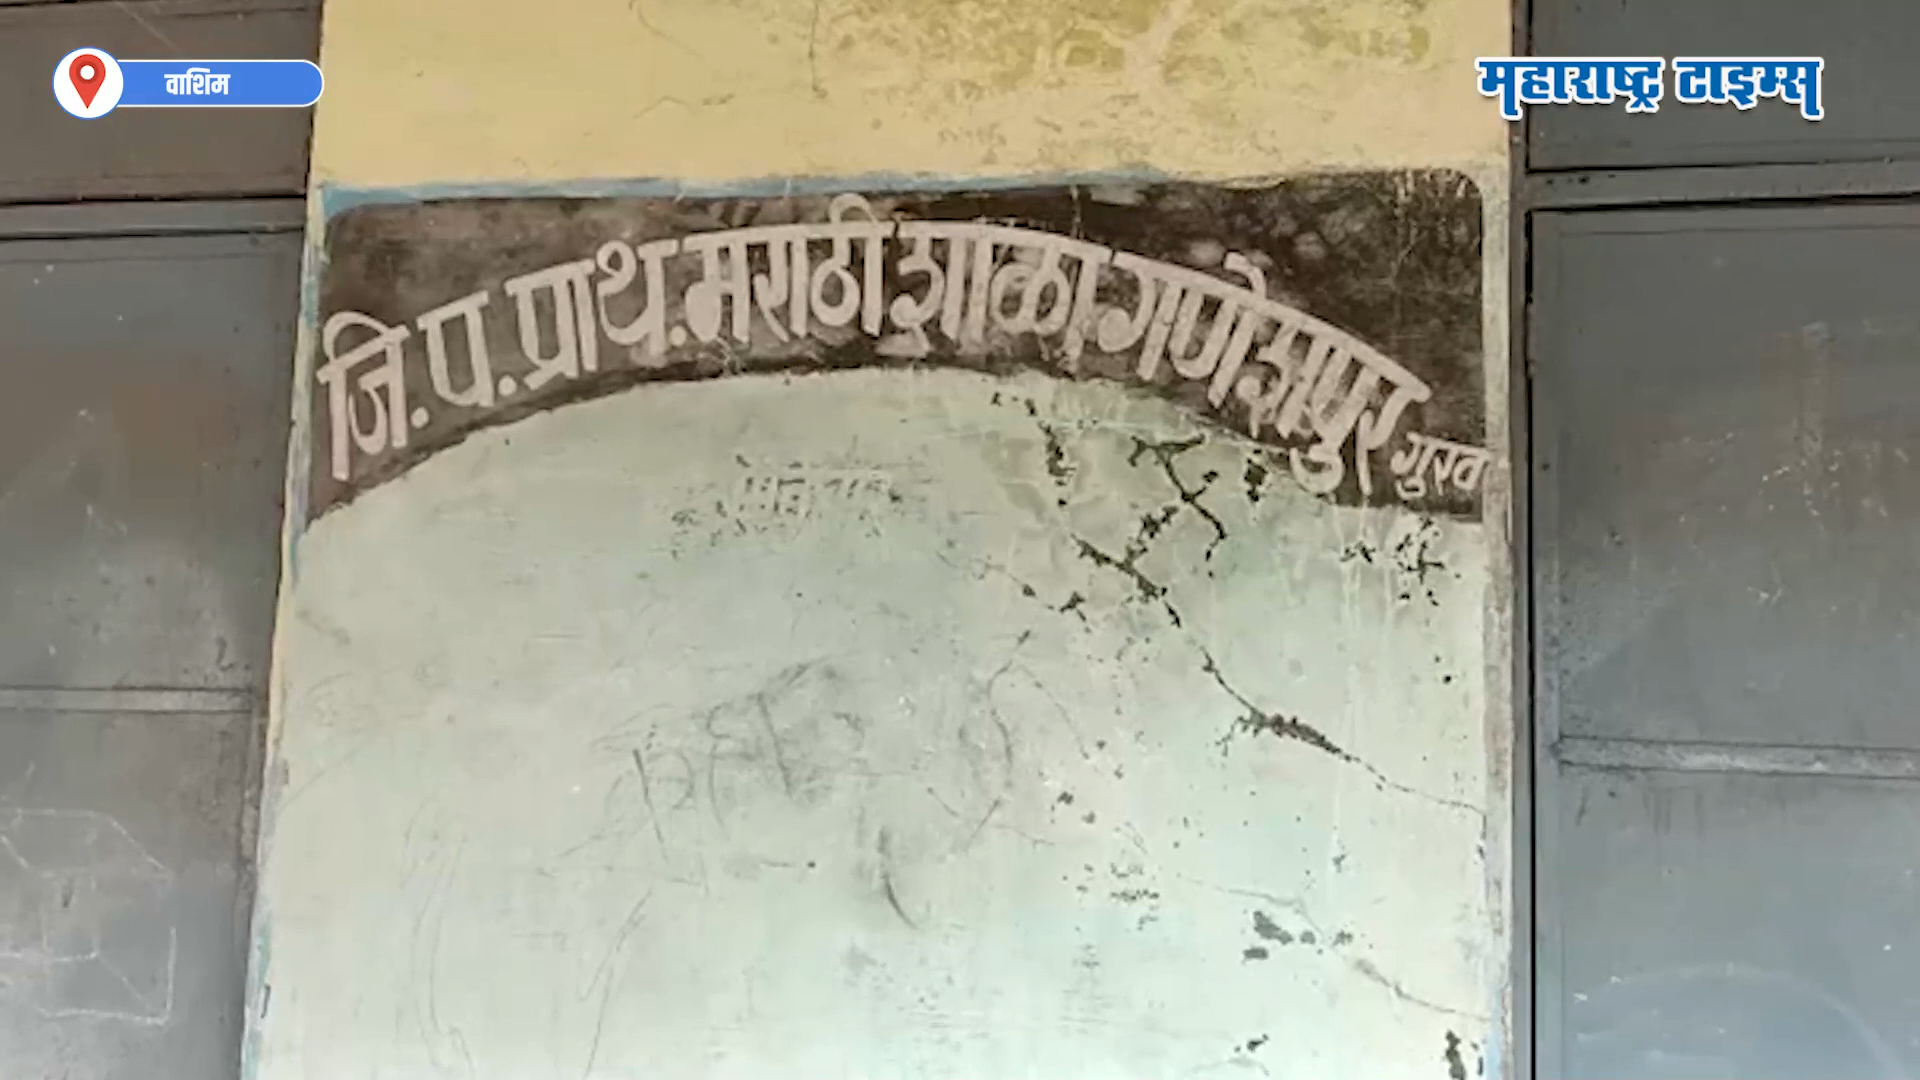 वाशिम
महाराष्ट्र टाइम्स
जि.प.प्राथ.मराठी शाळा गणेशपुर गुरव